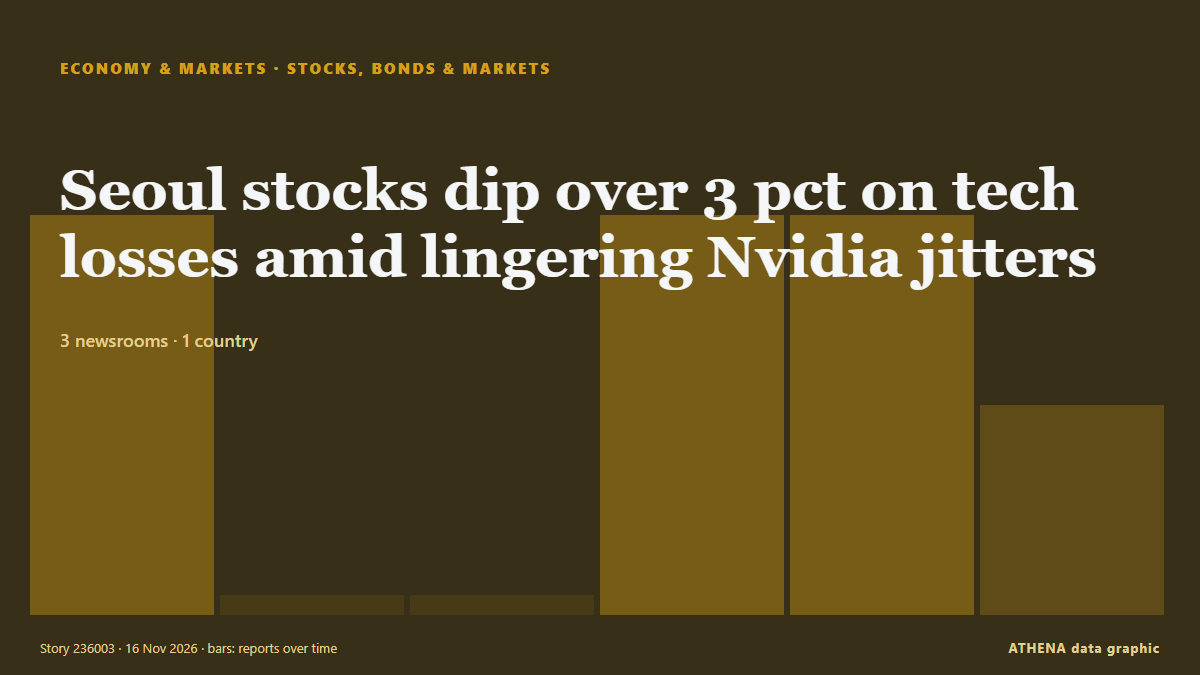 ECONOMY & MARKETS · STOCKS, BONDS & MARKETS
Seoul stocks dip over 3 pct on tech
losses amid lingering Nvidia jitters
3 newsrooms · 1 country
Story 236003 · 16 Nov 2026 · bars: reports over time
ATHENA data graphic